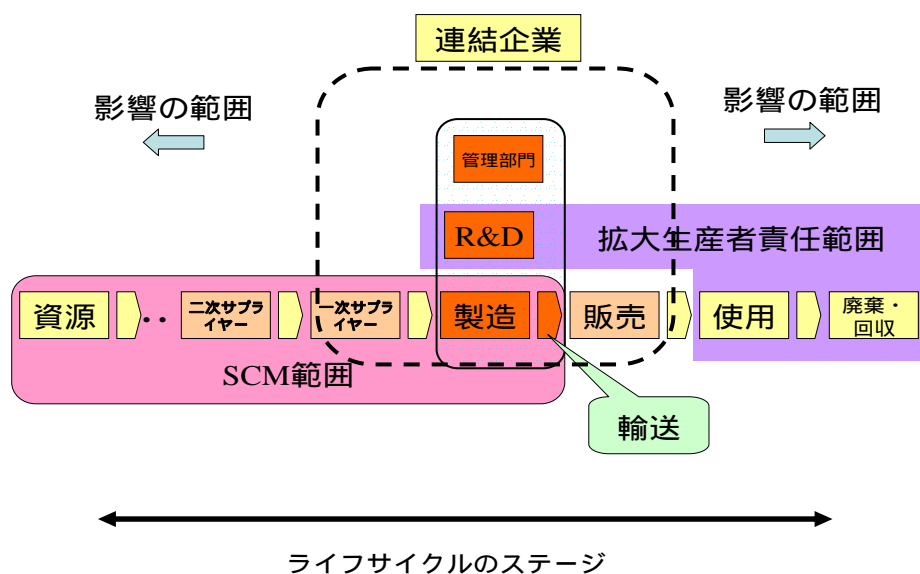 連結企業
影響の範囲
影響の範囲
管理部門
R&D
拡大生産者責任範囲
資源
・・
二次サプラ
イヤー
一次サプラ
イヤー
製造
販売
使用
廃棄・
回収
SCM範囲
輸送
ライフサイクルのステージ